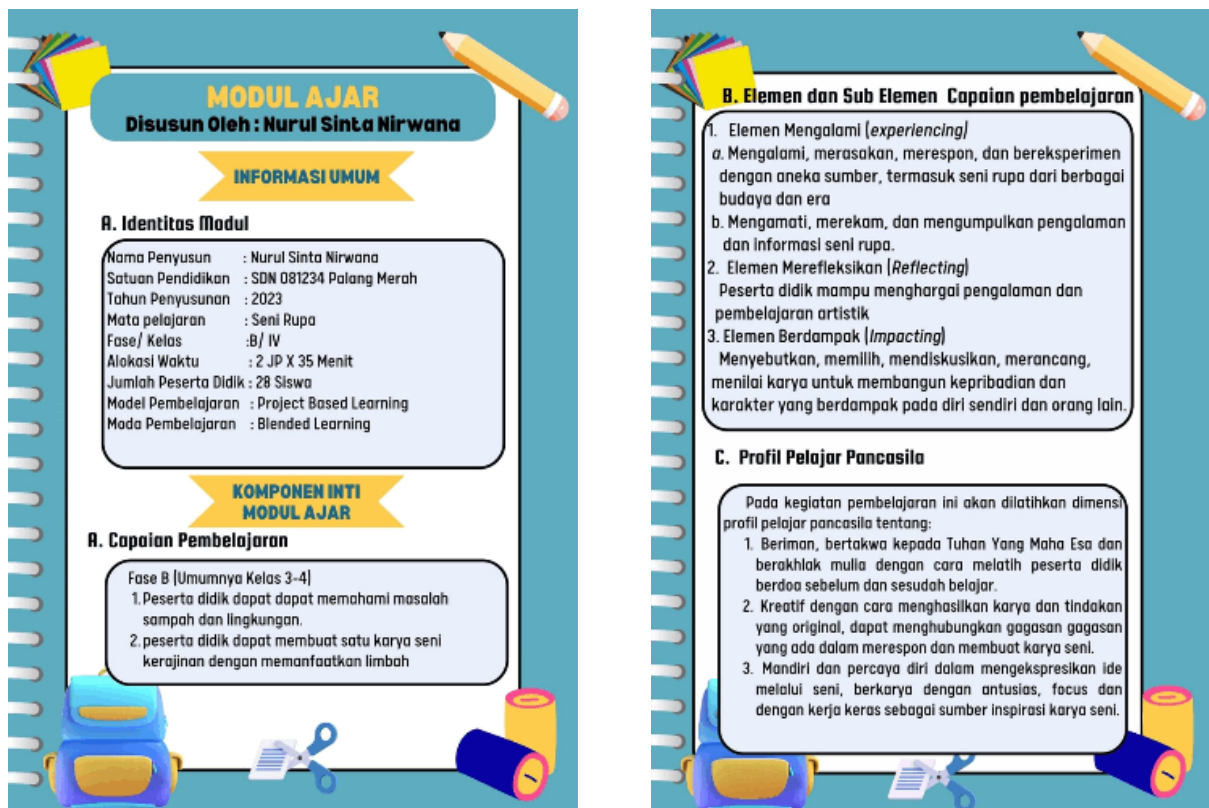 MODUL AJAR
Disusun Oleh : Nurul Sinta Nirwana
INFORMASI UMUM
A. Identitas Modul
Nama Penyusun : Nurul Sinta Nirwana
Satuan Pendidikan : SDN 081234 Palang Merah
Tahun Penyusunan : 2023
Mata pelajaran : Seni Rupa
Fase/ Kelas :B/ IV
Alokasi Waktu : 2 JP X 35 Menit
Jumlah Peserta Didik : 28 Siswa
Model Pembelajaran : Project Based Learning
Moda Pembelajaran : Blended Learning
KOMPONEN INTI
MODUL AJAR
A. Capaian Pembelajaran
Fase B (Umumnya Kelas 3-4)
1. Peserta didik dapat dapat memahami masalah
sampah dan lingkungan.
2. peserta didik dapat membuat satu karya seni
kerajinan dengan memanfaatkan limbah
B. Elemen dan Sub Elemen Capaian pembelajaran
1. Elemen Mengalami (experiencing)
a. Mengalami, merasakan, merespon, dan bereksperimen
dengan aneka sumber, termasuk seni rupa dari berbagai
budaya dan era
b. Mengamati, merekam, dan mengumpulkan pengalaman
dan informasi seni rupa.
2. Elemen Merefleksikan (Reflecting)
Peserta didik mampu menghargai pengalaman dan
pembelajaran artistik
3. Elemen Berdampak (Impacting)
Menyebutkan, memilih, mendiskusikan, merancang,
menilai karya untuk membangun kepribadian dan
karakter yang berdampak pada diri sendiri dan orang lain.
C. Profil Pelajar Pancasila
Pada kegiatan pembelajaran ini akan dilatihkan dimensi
profil pelajar pancasila tentang:
1. Beriman, bertakwa kepada Tuhan Yang Maha Esa dan
berakhlak mulia dengan cara melatih peserta didik
berdoa sebelum dan sesudah belajar.
2. Kreatif dengan cara menghasilkan karya dan tindakan
yang original, dapat menghubungkan gagasan gagasan
yang ada dalam merespon dan membuat karya seni.
3. Mandiri dan percaya diri dalam mengekspresikan ide
melalui seni, berkarya dengan antusias, focus dan
dengan kerja keras sebagai sumber inspirasi karya seni.